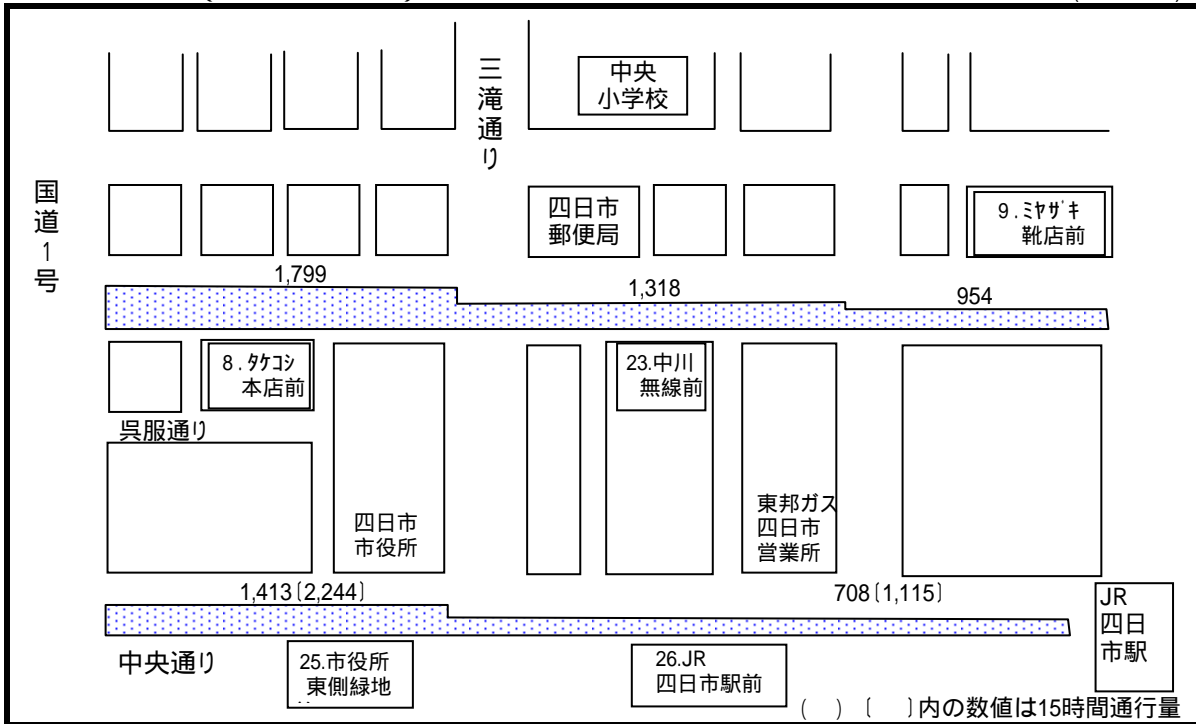 三滝通り
中央
小学校
国道1号
四日市
郵便局
9.ﾐﾔｻﾞｷ
靴店前
1,799
1,318
954
8.ﾀｹｺｼ
本店前
23.中川
無線前
呉服通り
四日市
市役所
東邦ガス
四日市
営業所
1,413〔2,244〕
708〔1,115〕
JR
四日
市駅
中央通り
25.市役所
東側緑地
26.JR
四日市駅前
(　)〔　〕内の数値は15時間通行量